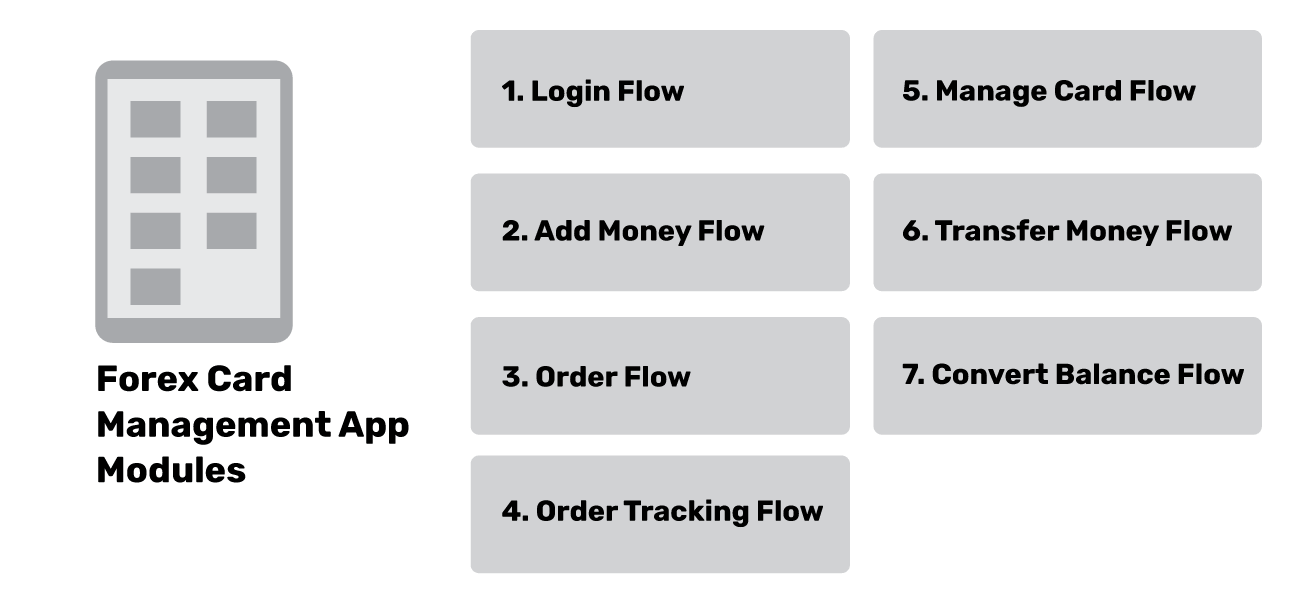 Forex Card
Management App
Modules
1. Login Flow
2. Add Money Flow
3. Order Flow
4. Order Tracking Flow
5. Manage Card Flow
6. Transfer Money Flow
7. Convert Balance Flow